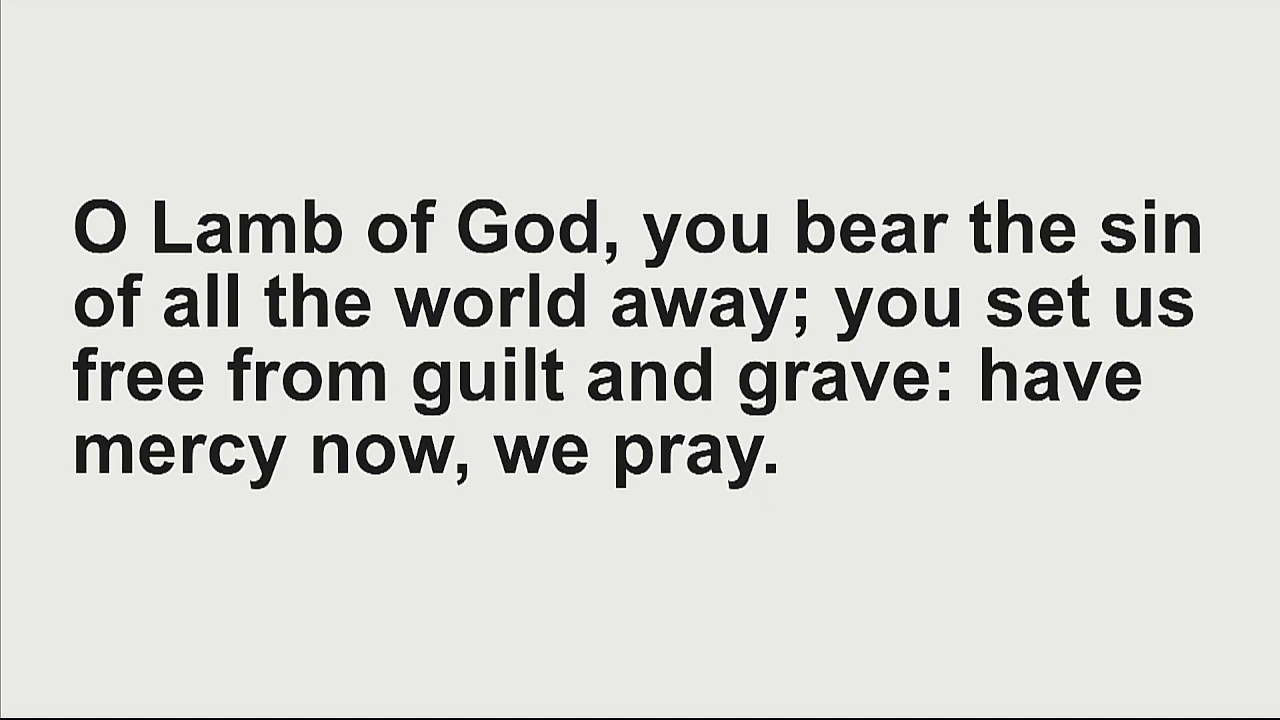 O Lamb of God, you bear the sin
of all the world away; you set us
free from guilt and grave: have
mercy now, we pray.